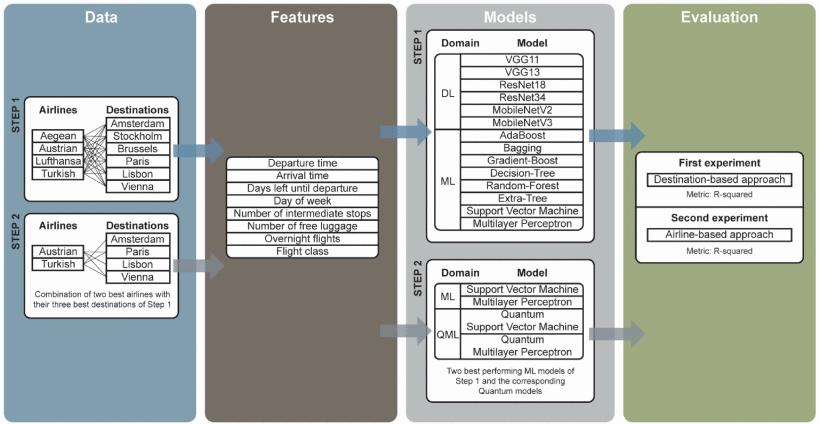 Data
Features
Models
Evaluation
STEP 1
Airlines
Destinations
Aegean
Austrian
Lufthansa
Turkish
Amsterdam
Stockholm
Brussels
Paris
Lisbon
Vienna
STEP 2
Airlines
Destinations
Austrian
Turkish
Amsterdam
Paris
Lisbon
Vienna
Combination of two best airlines with
their three best destinations of Step 1
Departure time
Arrival time
Days left until departure
Day of week
Number of intermediate stops
Number of free luggage
Overnight flights
Flight class
STEP 1
Domain
Model
DL
VGG11
VGG13
ResNet18
ResNet34
MobileNetV2
MobileNetV3
ML
AdaBoost
Bagging
Gradient-Boost
Decision-Tree
Random-Forest
Extra-Tree
Support Vector Machine
Multilayer Perceptron
STEP 2
Domain
Model
ML
Support Vector Machine
Multilayer Perceptron
QML
Quantum
Support Vector Machine
Quantum
Multilayer Perceptron
Two best performing ML models of
Step 1 and the corresponding
Quantum models
First experiment
Destination-based approach
Metric: R-squared
Second experiment
Airline-based approach
Metric: R-squared